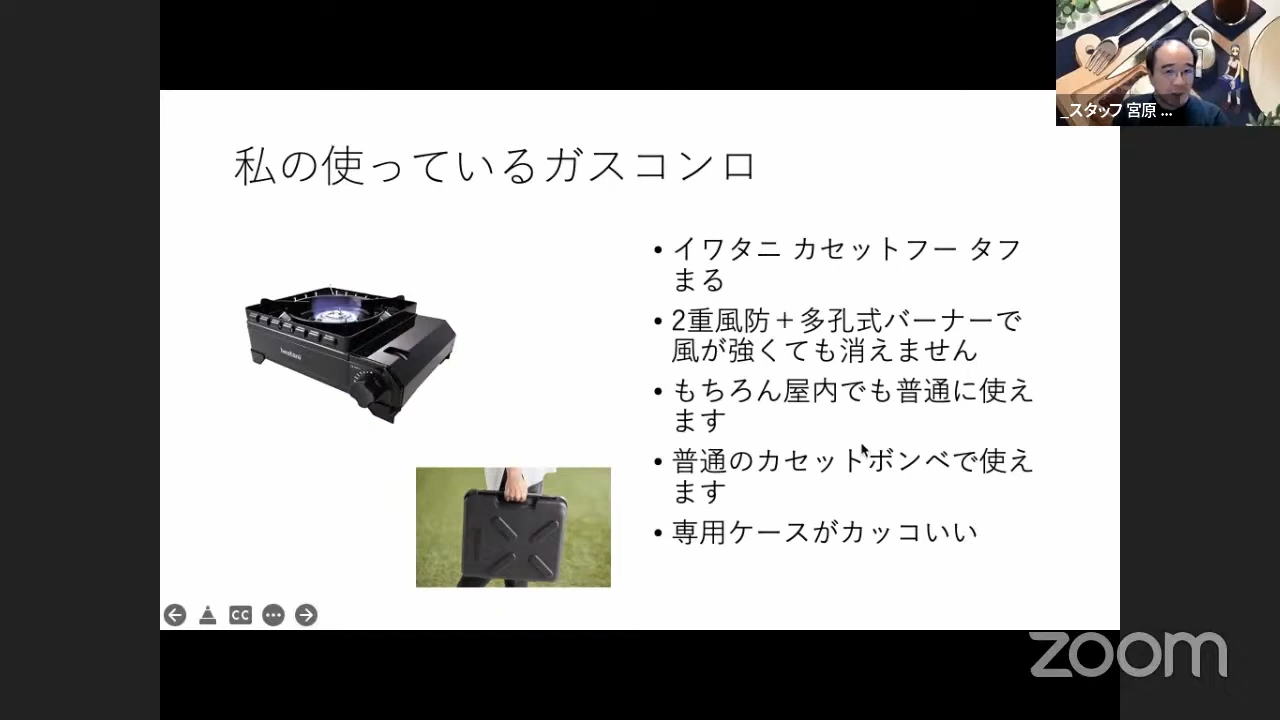 _スタッフ 宮原 ...
私の使っているガスコンロ
• イワタニ カセットフー タフ
まる
• 2重風防＋多孔式バーナーで
風が強くても消えません
• もちろん屋内でも普通に使え
ます
• 普通のカセットボンベで使え
ます
• 専用ケースがカッコいい
Iwatani
CC
zoom